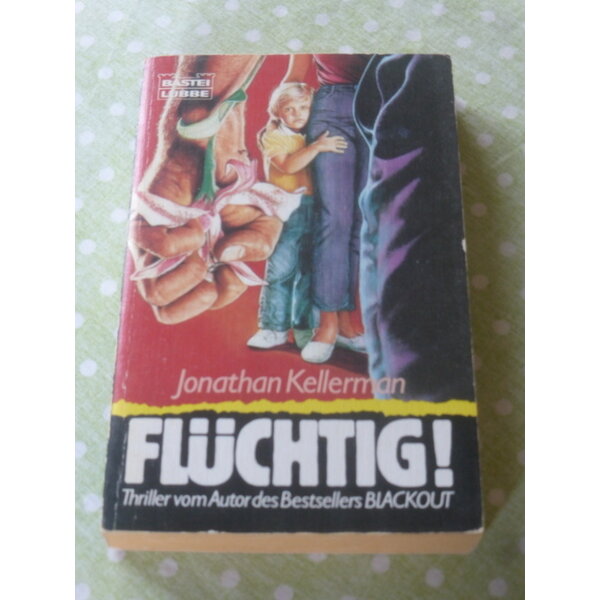 BASTEI
LÜBBE
Jonathan Kellerman
FLÜCHTIG!
Thriller vom Autor des Bestsellers BLACKOUT